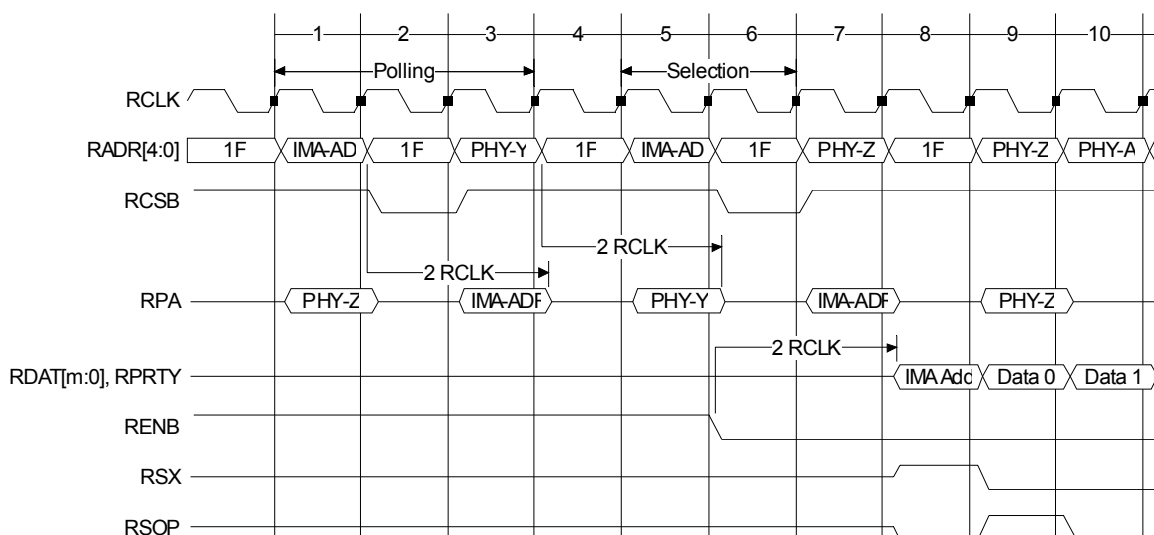 1 2 3 4 5 6 7 8 9 10
Polling Selection
RCLK
RADR[4:0] 1F IMA-AD 1F PHY-Y 1F IMA-AD 1F PHY-Z 1F PHY-Z PHY-A
RCSB
2 RCLK
2 RCLK
RPA PHY-Z IMA-ADF PHY-Y IMA-ADF PHY-Z
2 RCLK
RDAT[m:0], RPRTY IMA Adc Data 0 Data 1
RENB
RSX
RSOP